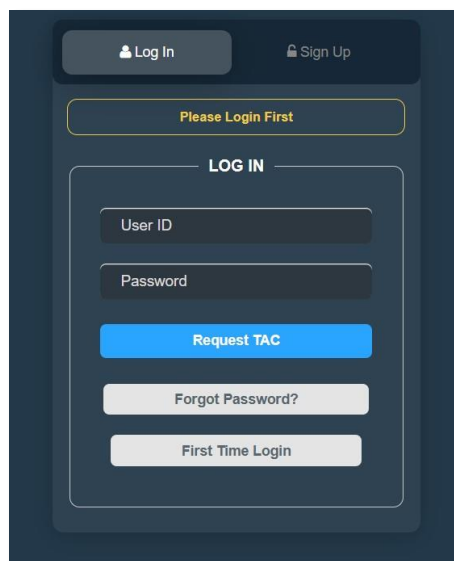 Log In
Sign Up
Please Login First
LOG IN
User ID
Password
Request TAC
Forgot Password?
First Time Login